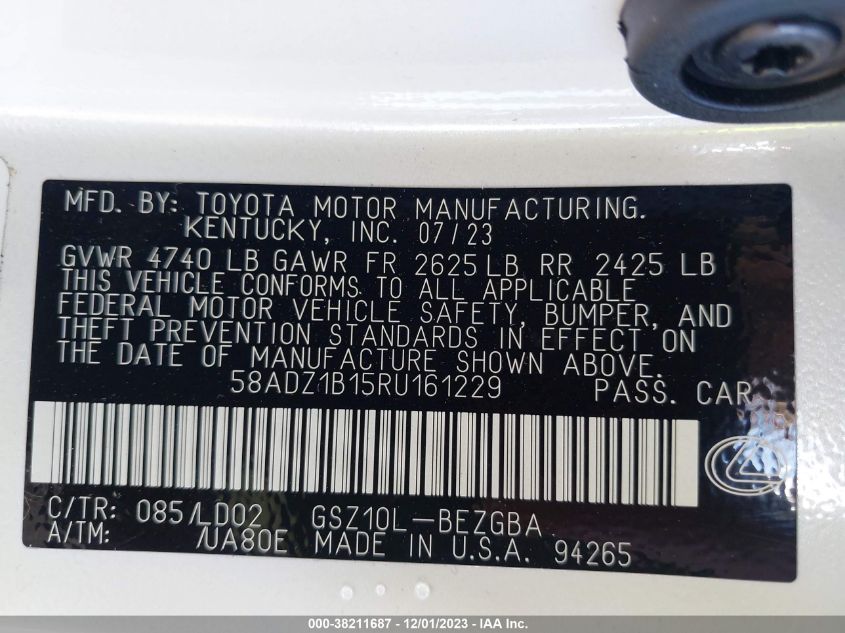 MFD. BY: TOYOTA MOTOR MANUFACTURING.
KENTUCKY, INC. 07/23
GVWR 4740 LB GAWR FR 2625 LB RR 2425 LB
THIS VEHICLE CONFORMS TO ALL APPLICABLE
FEDERAL MOTOR VEHICLE SAFETY, BUMPER, AND
THEFT PREVENTION STANDARDS IN EFFECT ON
THE DATE OF MANUFACTURE SHOWN ABOVE.
58ADZ1B15RU161229 PASS. CAR
C/TR: 085/LD02 GSZ10L-BEZGBA
A/TM: /UA80E MADE IN U.S.A. 94265
000-38211687 - 12/01/2023 - IAA Inc.